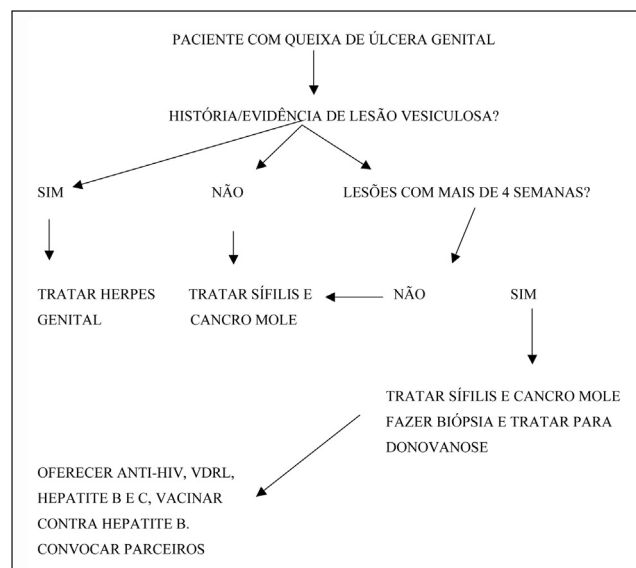 PACIENTE COM QUEIXA DE ÚLCERA GENITAL
HISTÓRIA/EVIDÊNCIA DE LESÃO VESICULOSA?
SIM
NÃO
LESÕES COM MAIS DE 4 SEMANAS?
TRATAR HERPES
GENITAL
TRATAR SÍFILIS E
CANCRO MOLE
NÃO
SIM
TRATAR SÍFILIS E CANCRO MOLE
FAZER BIÓPSIA E TRATAR PARA
DONOVANOSE
OFERECER ANTI-HIV, VDRL,
HEPATITE B E C, VACINAR
CONTRA HEPATITE B.
CONVOCAR PARCEIROS